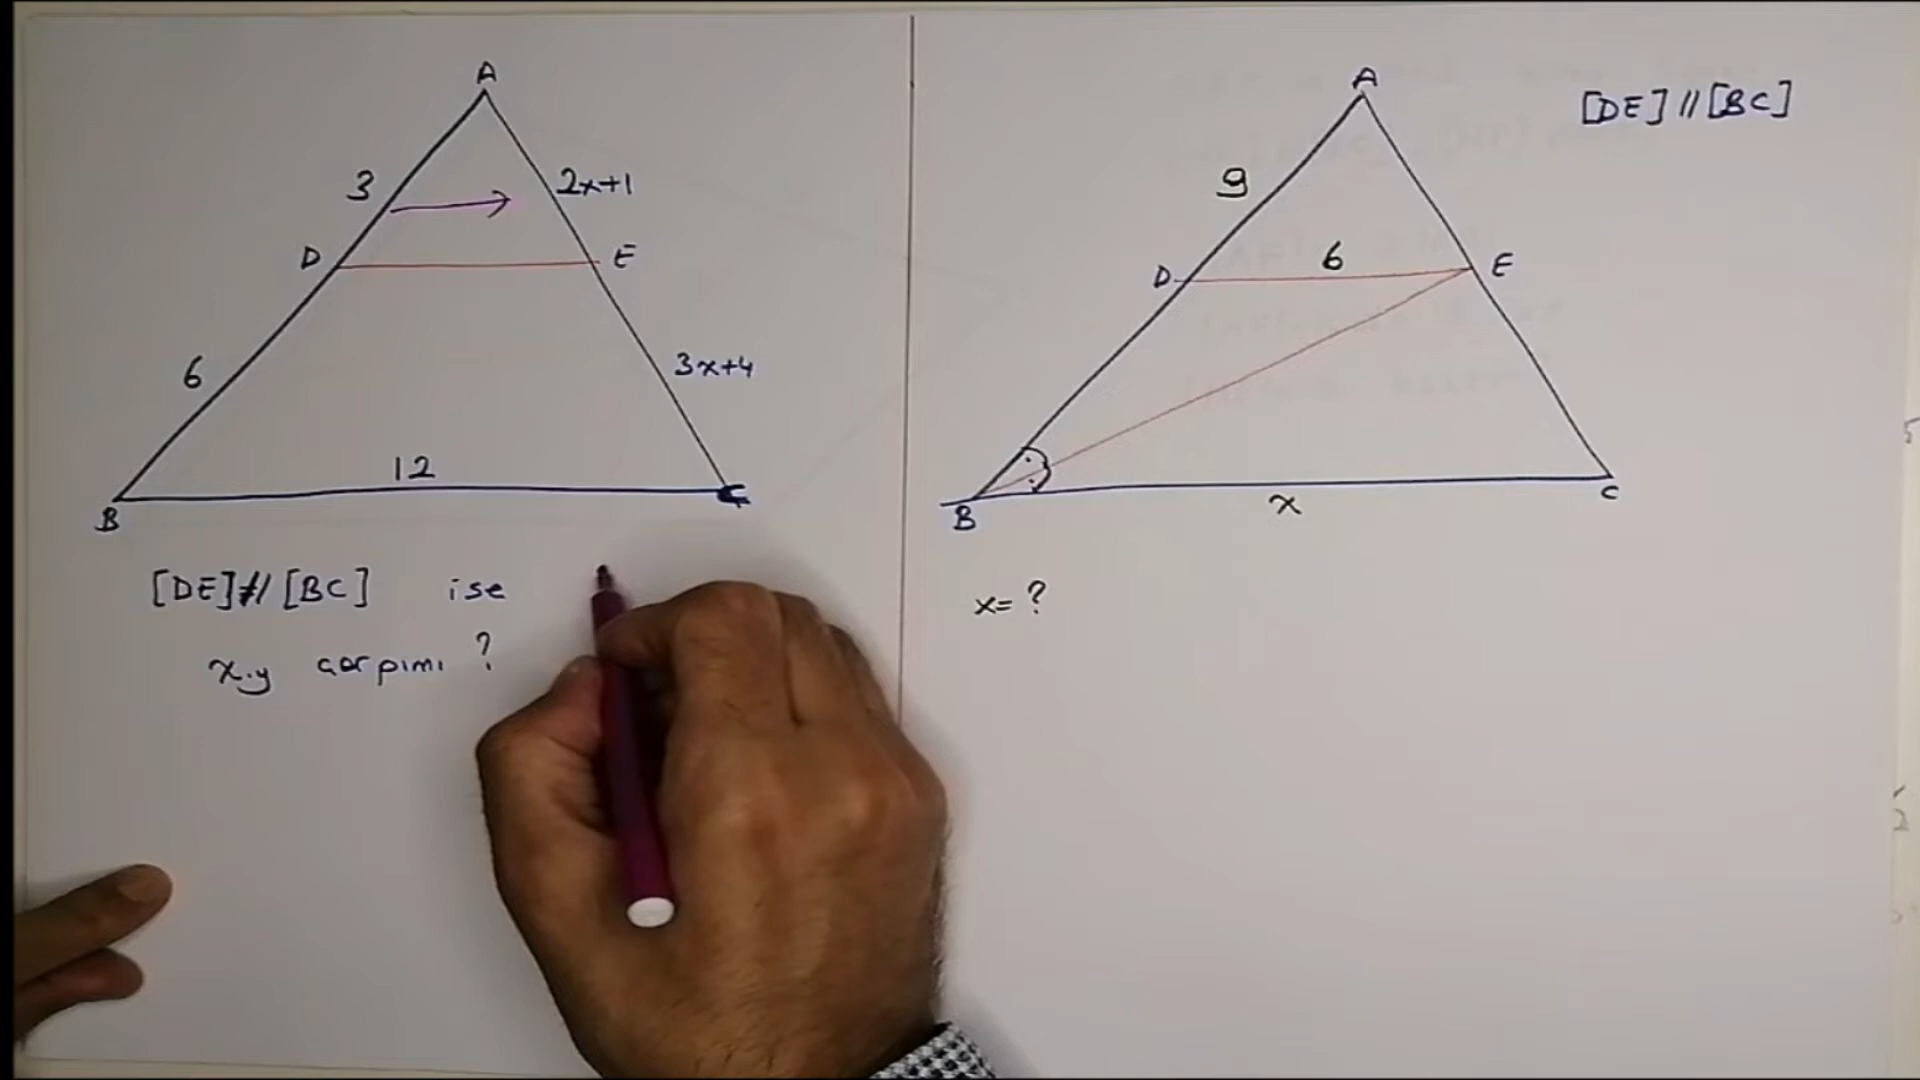 A
3
2x+1
D
E
6
3x+4
12
B
C
[DE]//[BC] ise
x.y çarpımı ?
A
[DE]//[BC]
9
6
D
E
B
x
C
x=?